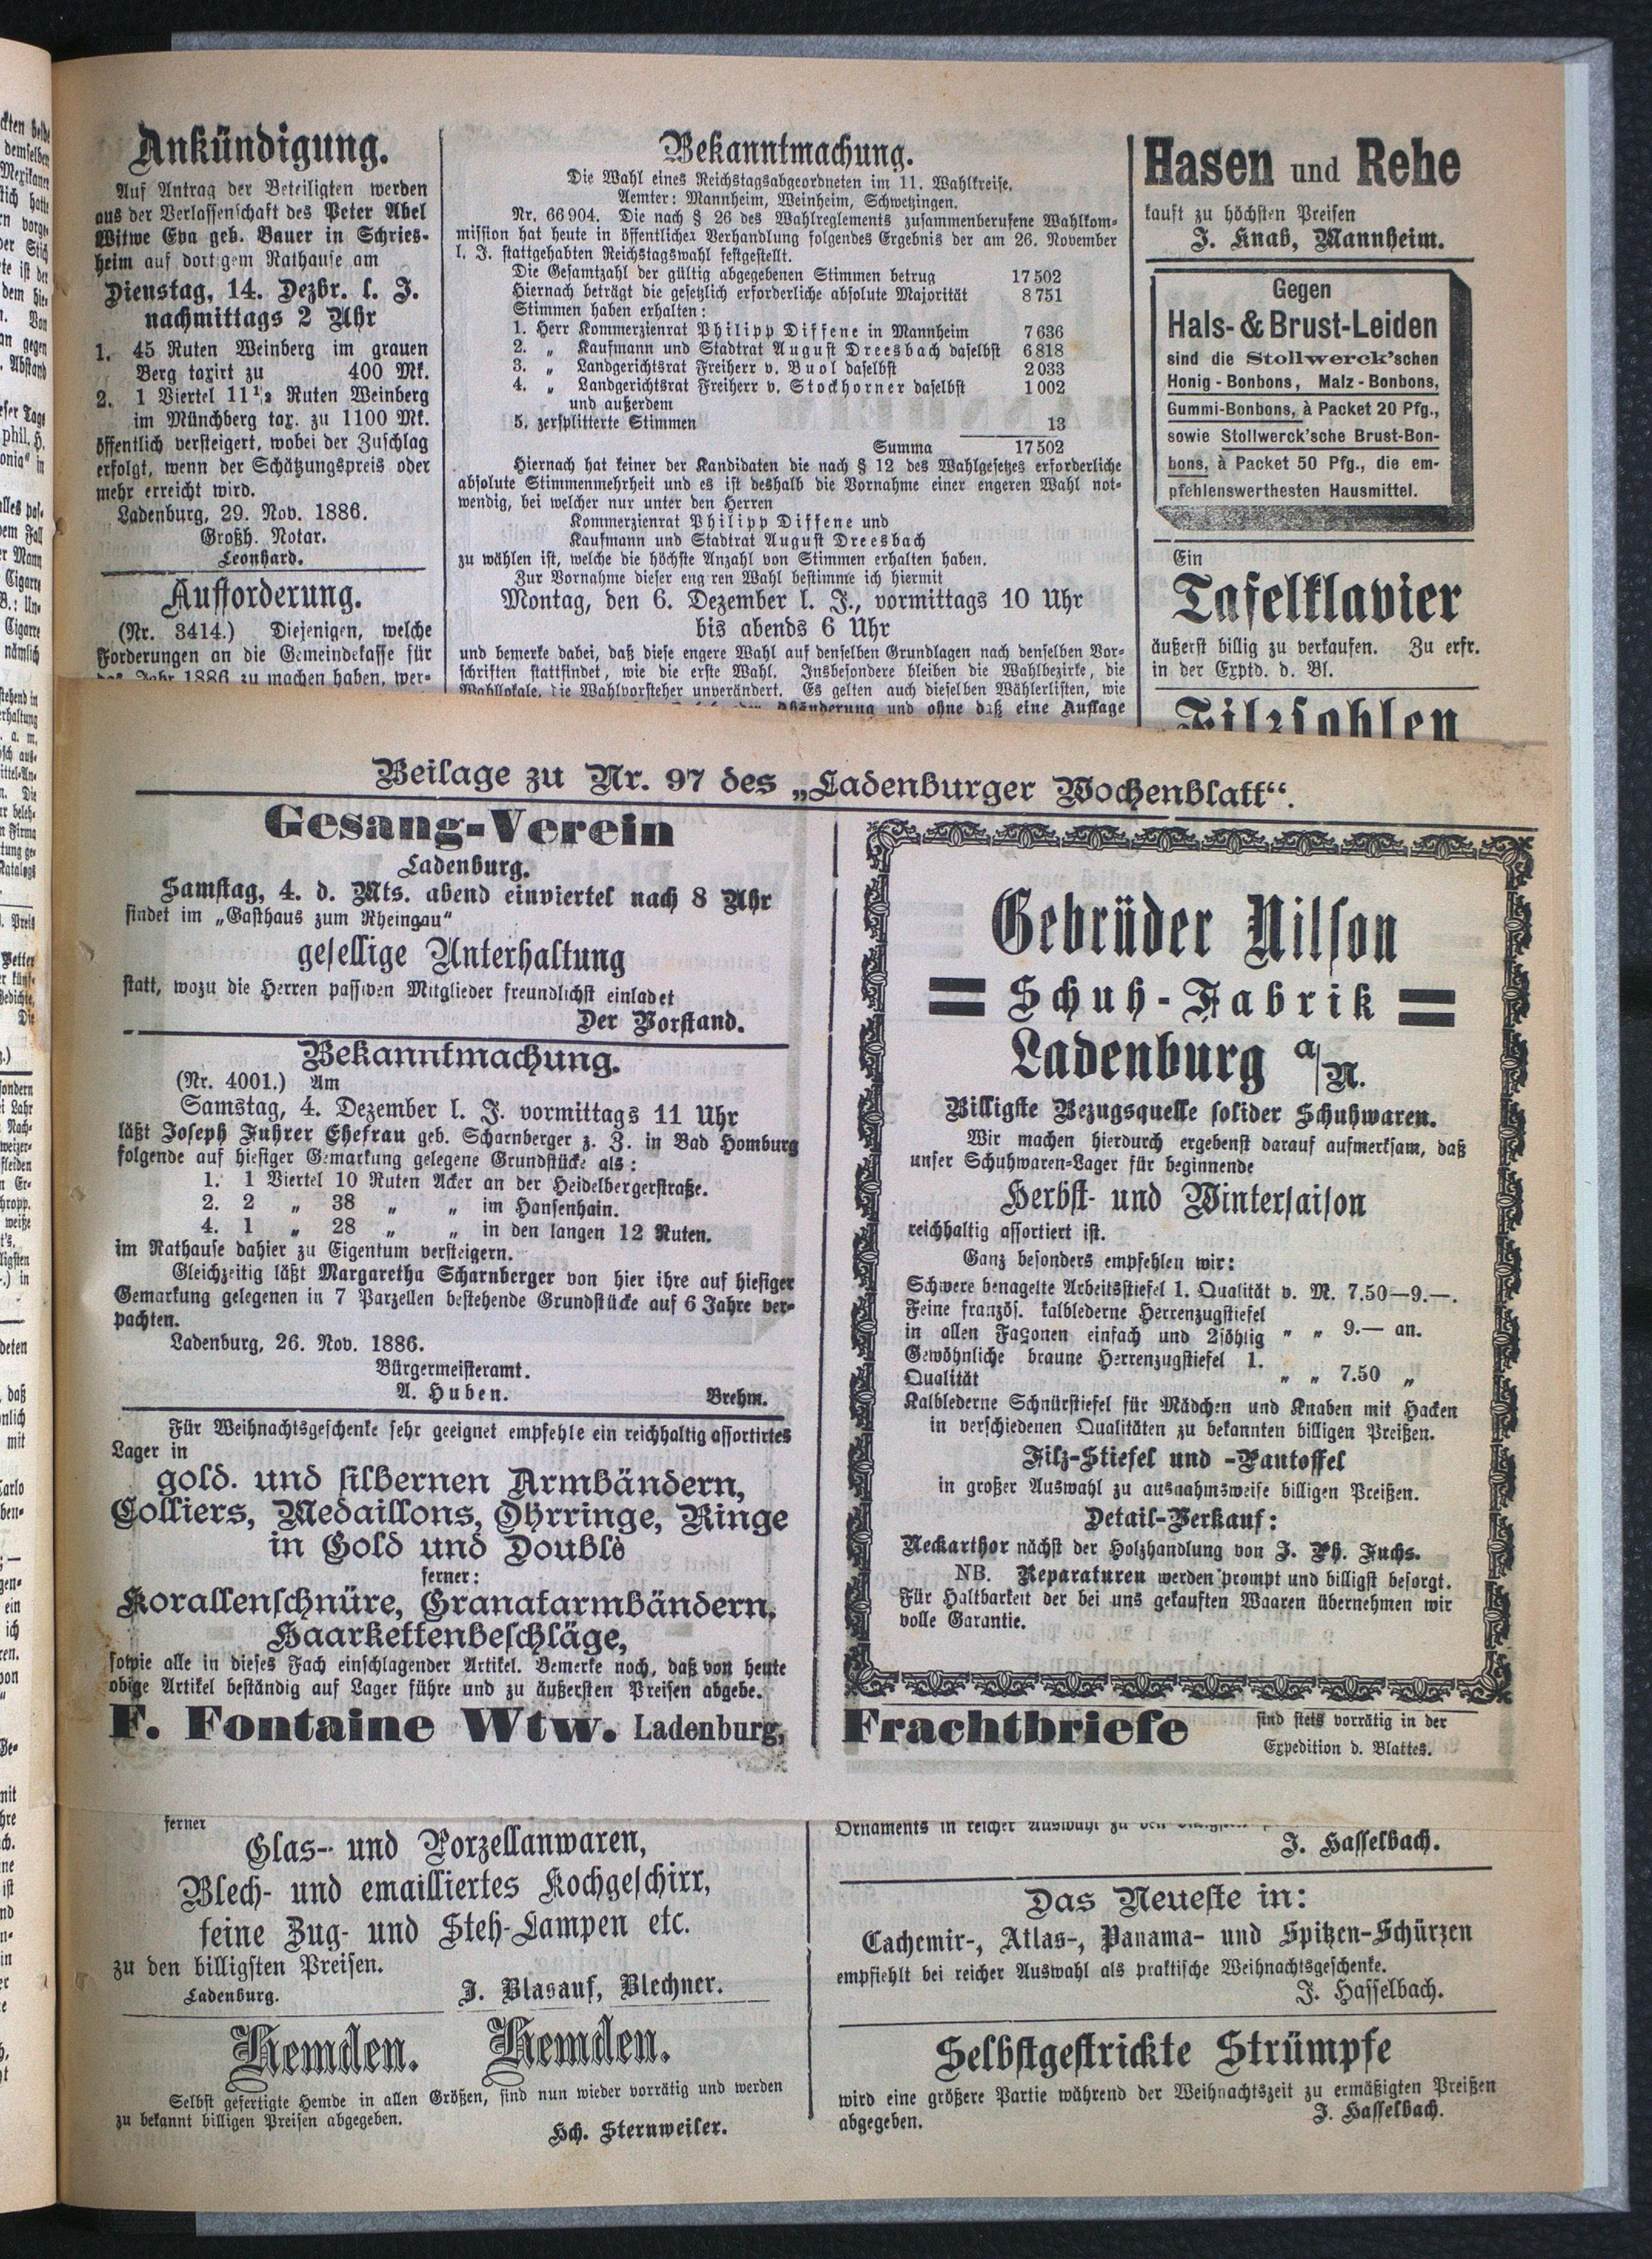 Ankündigung.
Auf Antrag der Beteiligten werden
aus der Verlassenschaft des Peter Abel
Witwe Eva geb. Bauer in Schries-
heim auf dortigem Rathause am
Dienstag, 14. Dezbr. l. J.
nachmittags 2 Uhr
1. 45 Ruten Weinberg im grauen
Berg taxirt zu 400 Mk.
2. 1 Viertel 11½ Ruten Weinberg
im Münchberg tax. zu 1100 Mk.
öffentlich versteigert, wobei der Zuschlag
erfolgt, wenn der Schätzungspreis oder
mehr erreicht wird.
Ladenburg, 29. Nov. 1886.
Großh. Notar.
Leonhard.
Aufforderung.
(Nr. 3414.) Diejenigen, welche
Forderungen an die Gemeindekasse für
das Jahr 1886 zu machen haben, wer-
Bekanntmachung.
Die Wahl eines Reichstagsabgeordneten im 11. Wahlkreise.
Aemter: Mannheim, Weinheim, Schwetzingen.
Nr. 66904. Die nach § 26 des Wahlreglements zusammenberufene Wahlkom-
mission hat heute in öffentlicher Verhandlung folgendes Ergebnis der am 26. November
l. J. stattgehabten Reichstagswahl festgestellt.
Die Gesamtzahl der gültig abgegebenen Stimmen betrug 17502
Hiernach beträgt die gesetzlich erforderliche absolute Majorität 8751
Stimmen haben erhalten:
1. Herr Kommerzienrat Philipp Diffene in Mannheim 7636
2. „ Kaufmann und Stadtrat August Dreesbach daselbst 6818
3. „ Landgerichtsrat Freiherr v. Buol daselbst 2033
4. „ Landgerichtsrat Freiherr v. Stockhorner daselbst 1002
und außerdem
5. zersplitterte Stimmen 13
Summa 17502
Hiernach hat keiner der Kandidaten die nach § 12 des Wahlgesetzes erforderliche
absolute Stimmenmehrheit und es ist deshalb die Vornahme einer engeren Wahl not-
wendig, bei welcher nur unter den Herren
Kommerzienrat Philipp Diffene und
Kaufmann und Stadtrat August Dreesbach
zu wählen ist, welche die höchste Anzahl von Stimmen erhalten haben.
Zur Vornahme dieser engeren Wahl bestimme ich hiermit
Montag, den 6. Dezember l. J., vormittags 10 Uhr
bis abends 6 Uhr
und bemerke dabei, daß diese engere Wahl auf denselben Grundlagen nach denselben Vor-
schriften stattfindet, wie die erste Wahl. Insbesondere bleiben die Wahlbezirke, die
Wahllokale, die Wahlvorsteher unverändert. Es gelten auch dieselben Wählerlisten, wie
Abänderung und ohne daß eine Auflage
Hasen und Rehe
kauft zu höchsten Preisen
J. Knab, Mannheim.
Gegen
Hals- & Brust-Leiden
sind die Stollwerck'schen
Honig-Bonbons, Malz-Bonbons,
Gummi-Bonbons, à Packet 20 Pfg.,
sowie Stollwerck'sche Brust-Bon-
bons, à Packet 50 Pfg., die em-
pfehlenswerthesten Hausmittel.
Ein
Tafelklavier
äußerst billig zu verkaufen. Zu erfr.
in der Exptd. d. Bl.
Filzsohlen
Beilage zu Nr. 97 des „Ladenburger Wochenblatt“.
Gesang-Verein
Ladenburg.
Samstag, 4. d. Mts. abend einviertel nach 8 Uhr
findet im „Gasthaus zum Rheingau“
gesellige Unterhaltung
statt, wozu die Herren passiven Mitglieder freundlichst einladet
Der Vorstand.
Bekanntmachung.
(Nr. 4001.) Am
Samstag, 4. Dezember l. J. vormittags 11 Uhr
läßt Joseph Fuhrer Ehefrau geb. Scharnberger z. Z. in Bad Homburg
folgende auf hiesiger Gemarkung gelegene Grundstücke als:
1. 1 Viertel 10 Ruten Acker an der Heidelbergerstraße.
2. 2 „ 38 „ „ im Hansenhain.
4. 1 „ 28 „ „ in den langen 12 Ruten.
im Rathause dahier zu Eigentum versteigern.
Gleichzeitig läßt Margaretha Scharnberger von hier ihre auf hiesiger
Gemarkung gelegenen in 7 Parzellen bestehende Grundstücke auf 6 Jahre ver-
pachten.
Ladenburg, 26. Nov. 1886.
Bürgermeisteramt.
A. Huben. Brehm.
Für Weihnachtsgeschenke sehr geeignet empfehle ein reichhaltig assortirtes
Lager in
gold. und silbernen Armbändern,
Colliers, Medaillons, Ohrringe, Ringe
in Gold und Doublè
ferner:
Korallenschnüre, Granatarmbändern,
Haarkettenbeschläge,
sowie alle in dieses Fach einschlagender Artikel. Bemerke noch, daß von heute
obige Artikel beständig auf Lager führe und zu äußersten Preisen abgebe.
F. Fontaine Wtw. Ladenburg,
Gebrüder Nilson
Schuh-Fabrik
Ladenburg a/N.
Billigste Bezugsquelle solider Schuhwaren.
Wir machen hierdurch ergebenst darauf aufmerksam, daß
unser Schuhwaren-Lager für beginnende
Herbst- und Wintersaison
reichhaltig assortiert ist.
Ganz besonders empfehlen wir:
Schwere benagelte Arbeitsstiefel 1. Qualität v. M. 7.50—9.—.
Feine französ. kalblederne Herrenzugstiefel
in allen Façonen einfach und 2söhlig „ „ 9.— an.
Gewöhnliche braune Herrenzugstiefel 1.
Qualität „ „ 7.50 „
Kalblederne Schnürstiefel für Mädchen und Knaben mit Hacken
in verschiedenen Qualitäten zu bekannten billigen Preißen.
Filz-Stiefel und -Pantoffel
in großer Auswahl zu ausnahmsweise billigen Preißen.
Detail-Verkauf:
Neckarthor nächst der Holzhandlung von J. Ph. Fuchs.
NB. Reparaturen werden prompt und billigst besorgt.
Für Haltbarkeit der bei uns gekauften Waaren übernehmen wir
volle Garantie.
Frachtbriefe sind stets vorrätig in der
Expedition d. Blattes.
ferner
Glas- und Porzellanwaren,
Blech- und emailliertes Kochgeschirr,
feine Zug- und Steh-Lampen etc.
zu den billigsten Preisen.
Ladenburg. J. Blasauf, Blechner.
Hemden. Hemden.
Selbst gefertigte Hemde in allen Größen, sind nun wieder vorrätig und werden
zu bekannt billigen Preisen abgegeben.
Hch. Sternweiler.
Ornaments in reicher Auswahl zu den
J. Hasselbach.
Das Neueste in:
Cachemir-, Atlas-, Panama- und Spitzen-Schürzen
empfiehlt bei reicher Auswahl als praktische Weihnachtsgeschenke.
J. Hasselbach.
Selbstgestrickte Strümpfe
wird eine größere Partie während der Weihnachtszeit zu ermäßigten Preißen
abgegeben. J. Hasselbach.